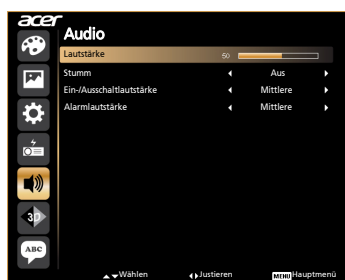 acer
Audio
Lautstärke 50
Stumm Aus
Ein-/Ausschaltlautstärke Mittlere
Alarmlautstärke Mittlere
3D
ABC
Wählen Justieren MENU Hauptmenü